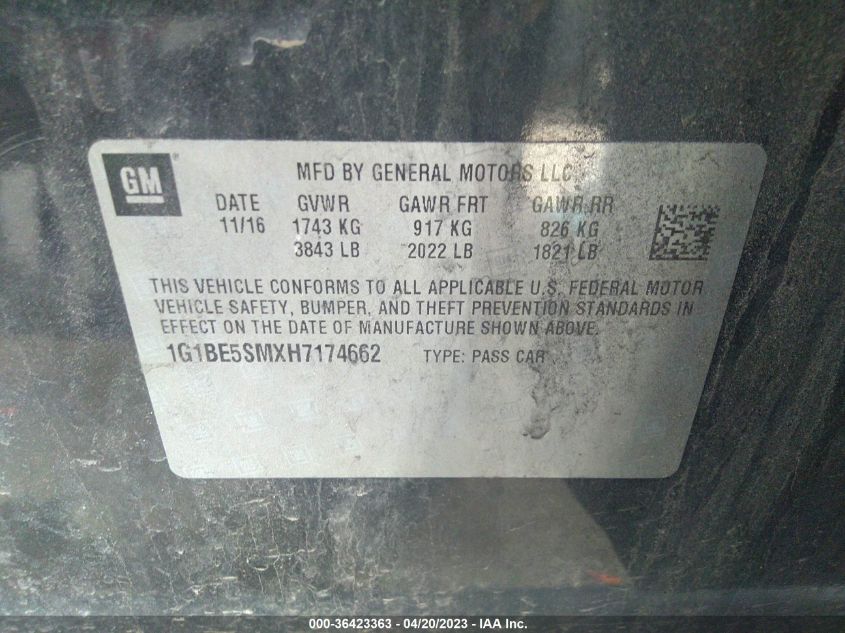 GM
®
MFD BY GENERAL MOTORS LLC
DATE GVWR GAWR FRT GAWR RR
11/16 1743 KG 917 KG 826 KG
3843 LB 2022 LB 1821 LB
THIS VEHICLE CONFORMS TO ALL APPLICABLE U.S. FEDERAL MOTOR
VEHICLE SAFETY, BUMPER, AND THEFT PREVENTION STANDARDS IN
EFFECT ON THE DATE OF MANUFACTURE SHOWN ABOVE.
1G1BE5SMXH7174662 TYPE: PASS CAR
000-36423363 - 04/20/2023 - IAA Inc.